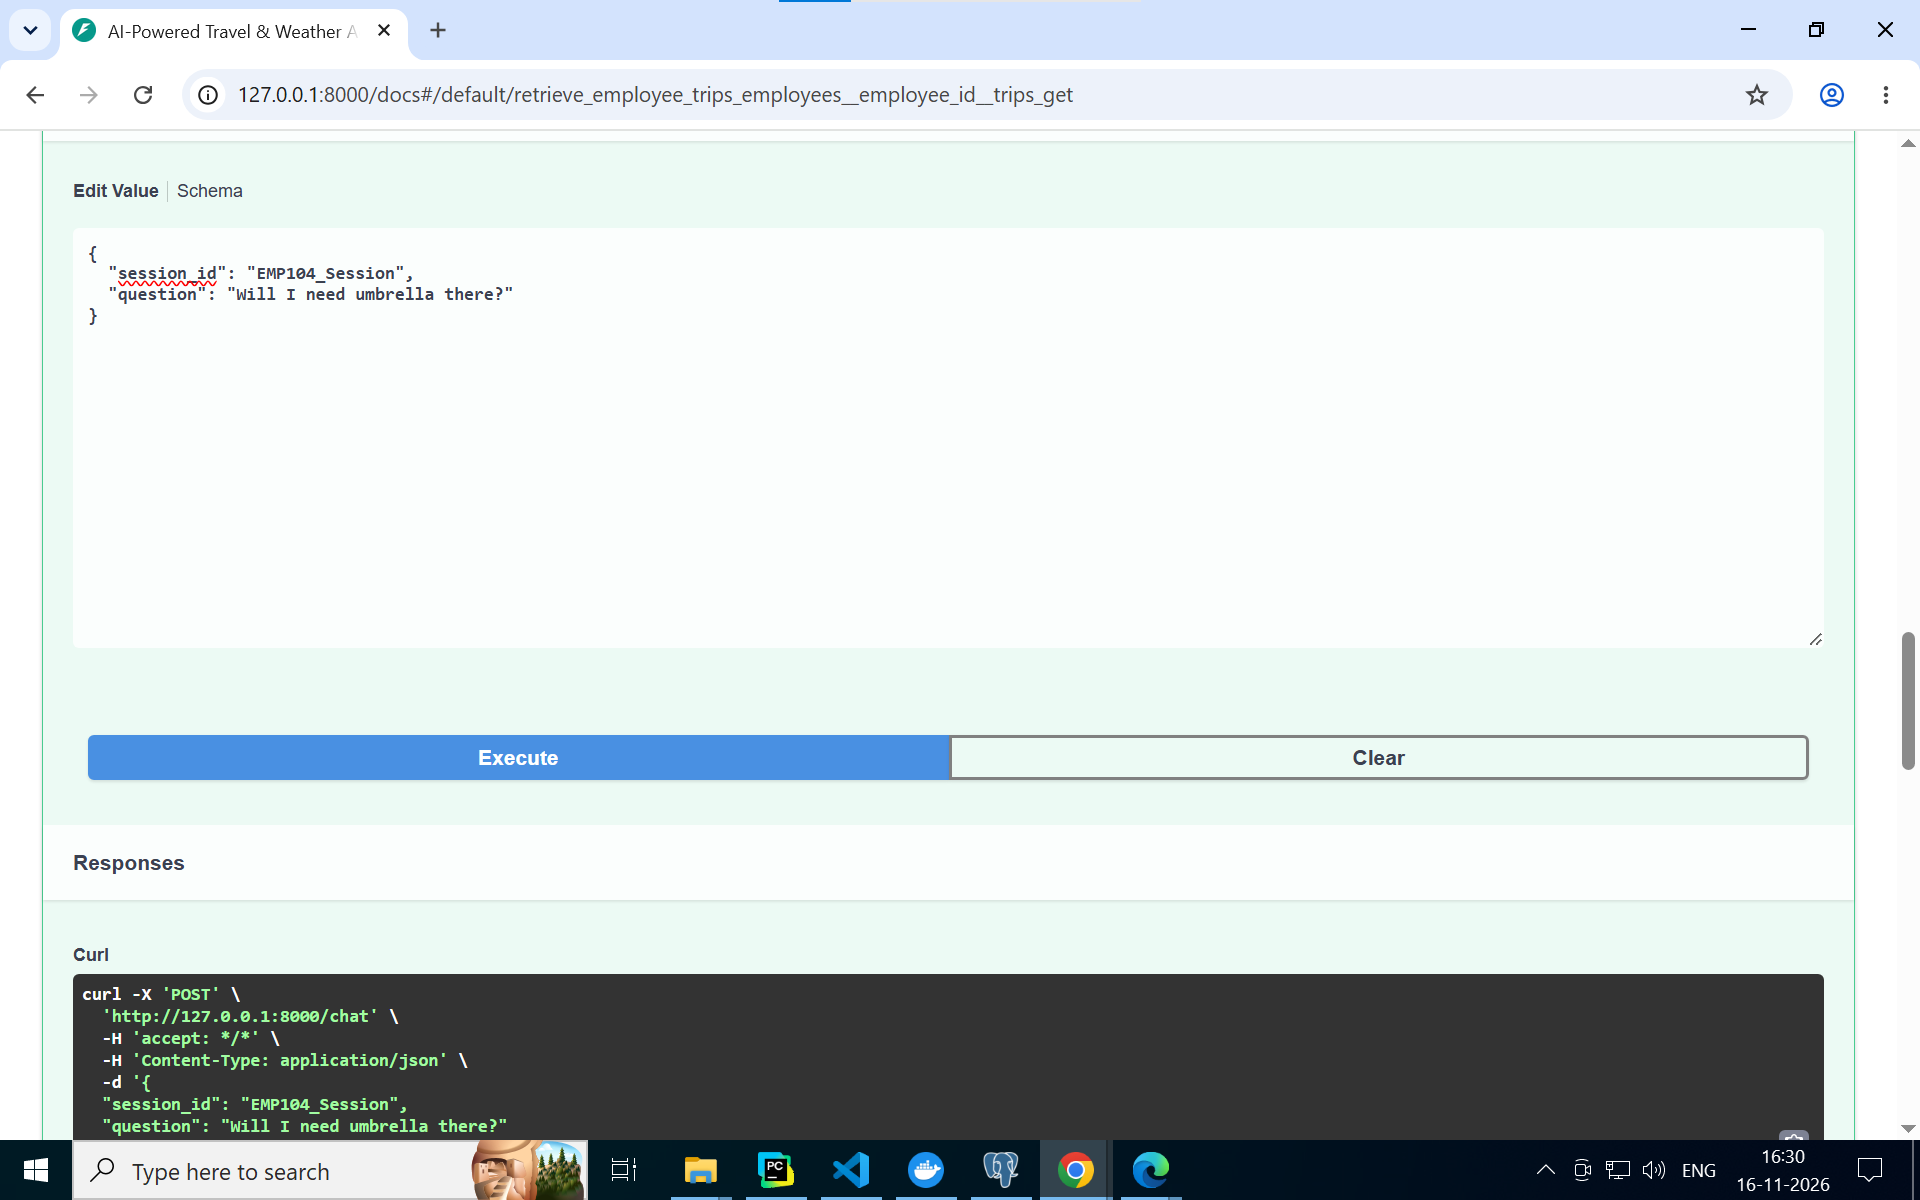 AI-Powered Travel & Weather A
127.0.0.1:8000/docs#/default/retrieve_employee_trips_employees__employee_id__trips_get
Edit Value | Schema
{
"session_id": "EMP104_Session",
"question": "Will I need umbrella there?"
}
Execute
Clear
Responses
Curl
curl -X 'POST' \
'http://127.0.0.1:8000/chat' \
-H 'accept: */*' \
-H 'Content-Type: application/json' \
-d '{
"session_id": "EMP104_Session",
"question": "Will I need umbrella there?"
Type here to search
PC
ENG
16:30
16-11-2026